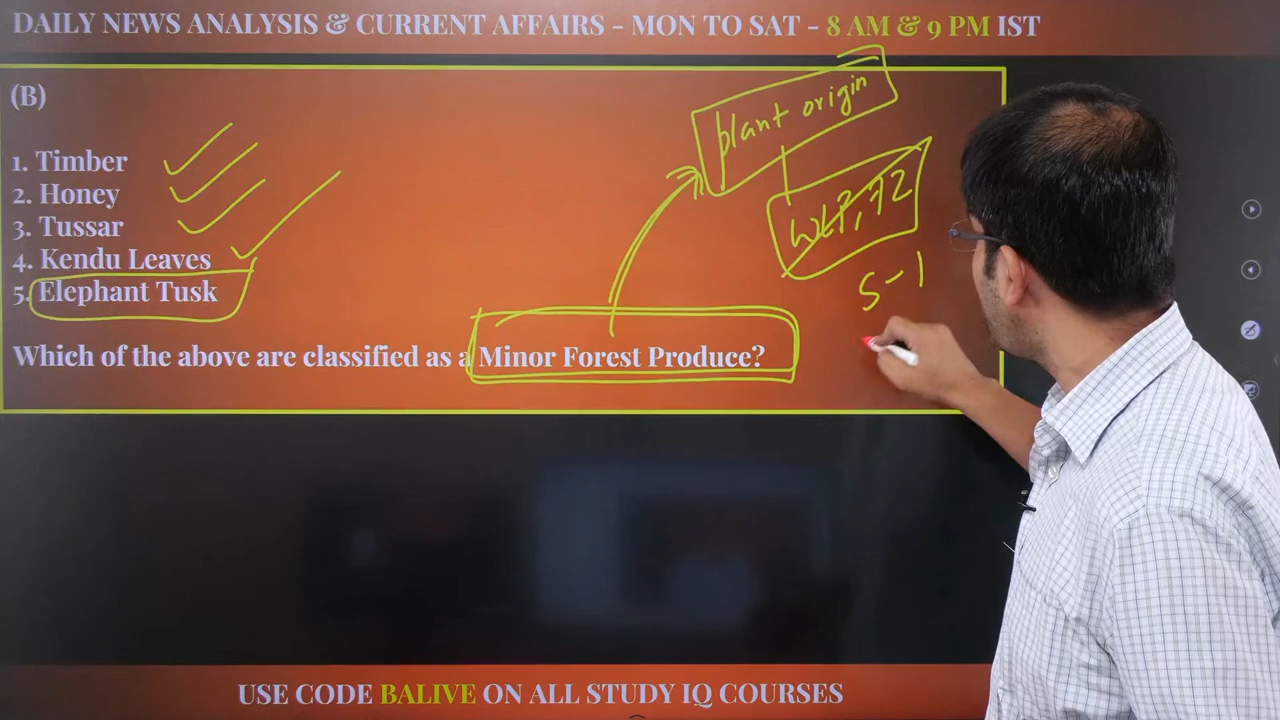 DAILY NEWS ANALYSIS & CURRENT AFFAIRS - MON TO SAT - 8 AM & 9 PM IST
(B)
plant origin
1. Timber
2. Honey
WLP, 72
3. Tussar
4. Kendu Leaves
S-1
5. Elephant Tusk
Which of the above are classified as a Minor Forest Produce?
USE CODE BALIVE ON ALL STUDY IQ COURSES